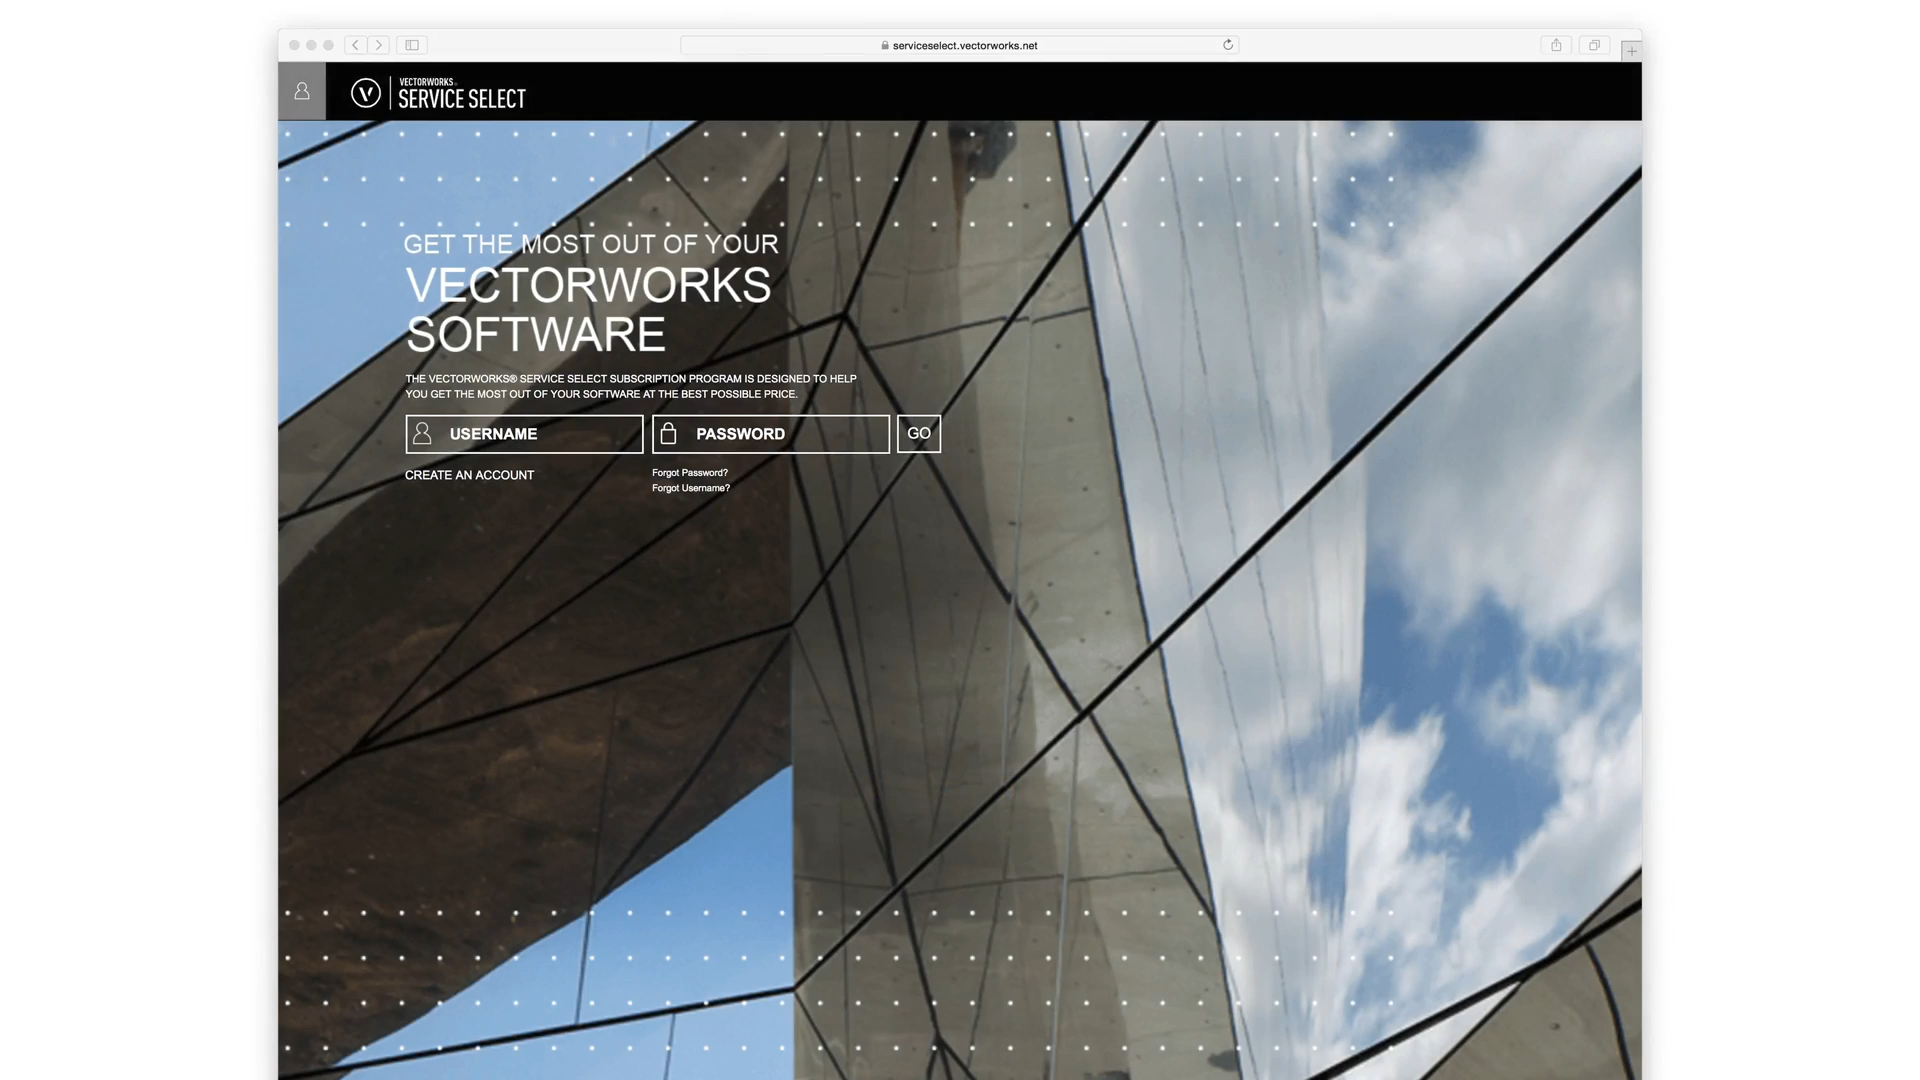 serviceselect.vectorworks.net
VECTORWORKS
SERVICE SELECT
GET THE MOST OUT OF YOUR
VECTORWORKS
SOFTWARE
THE VECTORWORKS® SERVICE SELECT SUBSCRIPTION PROGRAM IS DESIGNED TO HELP
YOU GET THE MOST OUT OF YOUR SOFTWARE AT THE BEST POSSIBLE PRICE.
USERNAME
PASSWORD
GO
CREATE AN ACCOUNT
Forgot Password?
Forgot Username?